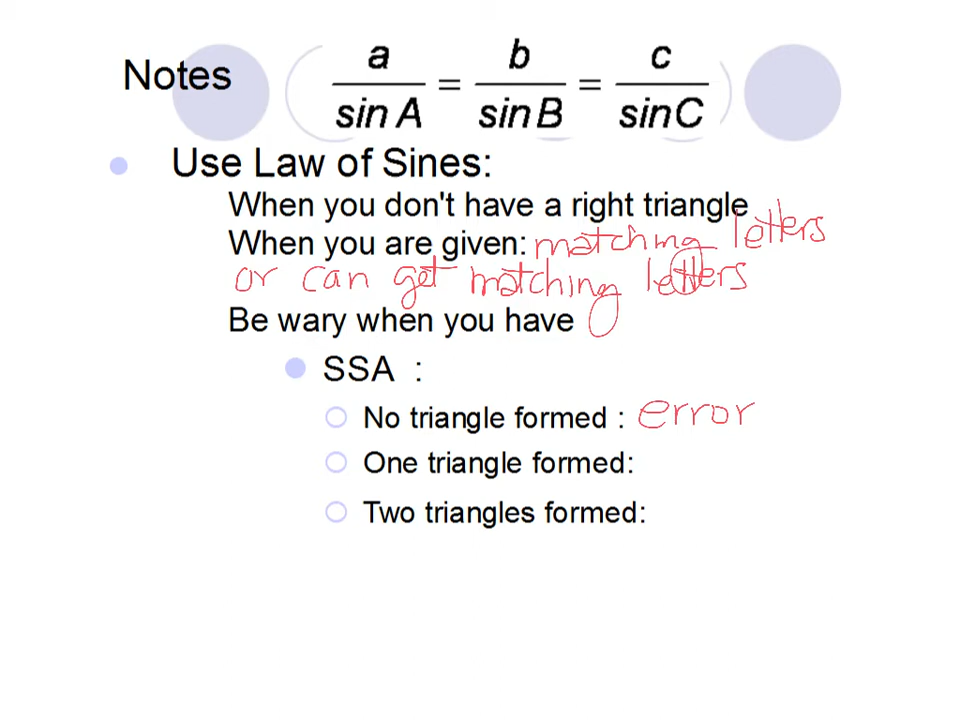 Notes a/sin A = b/sin B = c/sin C
Use Law of Sines:
When you don't have a right triangle
When you are given: matching letters
or can get matching letters
Be wary when you have
SSA :
No triangle formed : error
One triangle formed:
Two triangles formed: